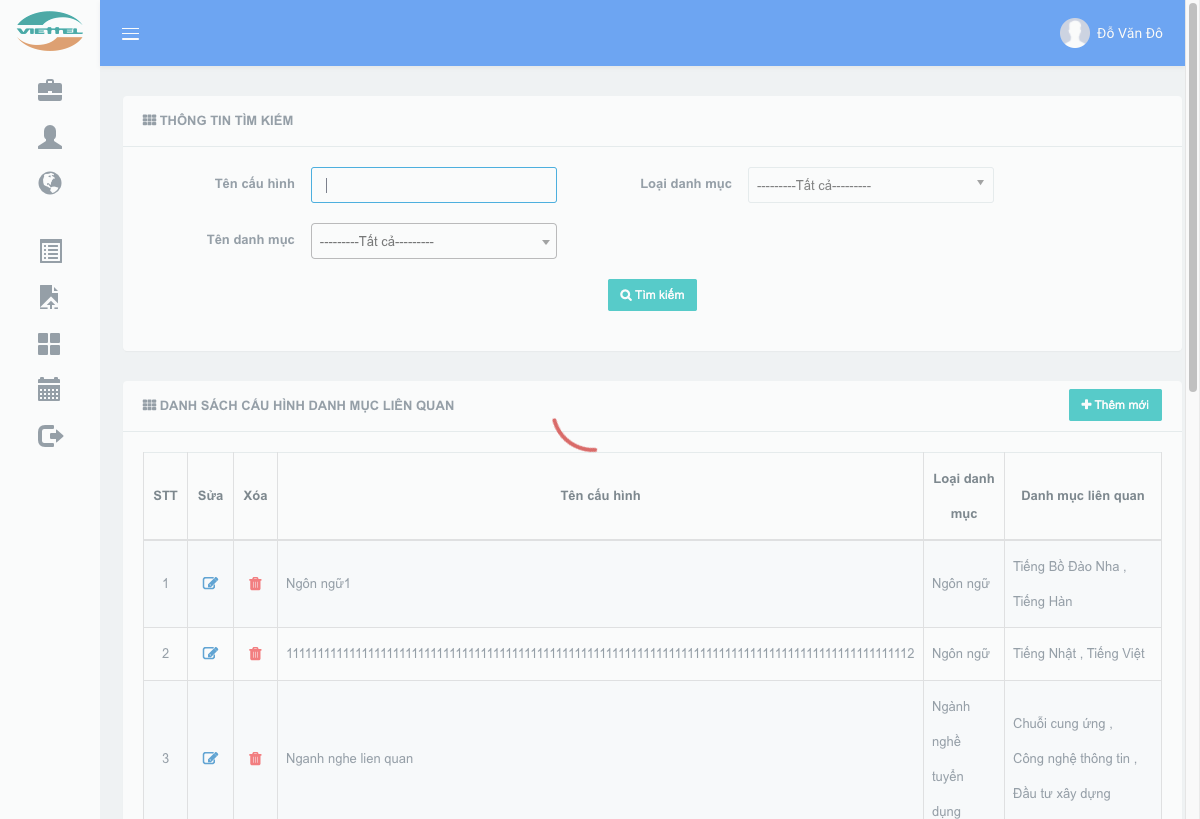 VIETTEL
Đỗ Văn Đô
THÔNG TIN TÌM KIẾM
Tên cấu hình
Loại danh mục
---------Tất cả---------
Tên danh mục
---------Tất cả---------
Tìm kiếm
DANH SÁCH CẤU HÌNH DANH MỤC LIÊN QUAN
Thêm mới
STT Sửa Xóa Tên cấu hình Loại danh mục Danh mục liên quan
1 Ngôn ngữ1 Ngôn ngữ Tiếng Bồ Đào Nha ,
Tiếng Hàn
2 Ngôn ngữ Tiếng Nhật , Tiếng Việt
3 Nganh nghe lien quan
Ngành
nghề
tuyển
dụng
Chuỗi cung ứng ,
Công nghệ thông tin ,
Đầu tư xây dựng